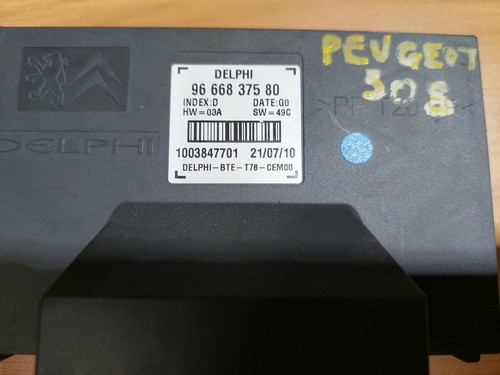 PEUGEOT
308
DELPHI
96 668 375 80
INDEX:D DATE:G0
HW=03A SW=49C
1003847701 21/07/10
DELPHI-BTE-T76-CEM00
DELPHI